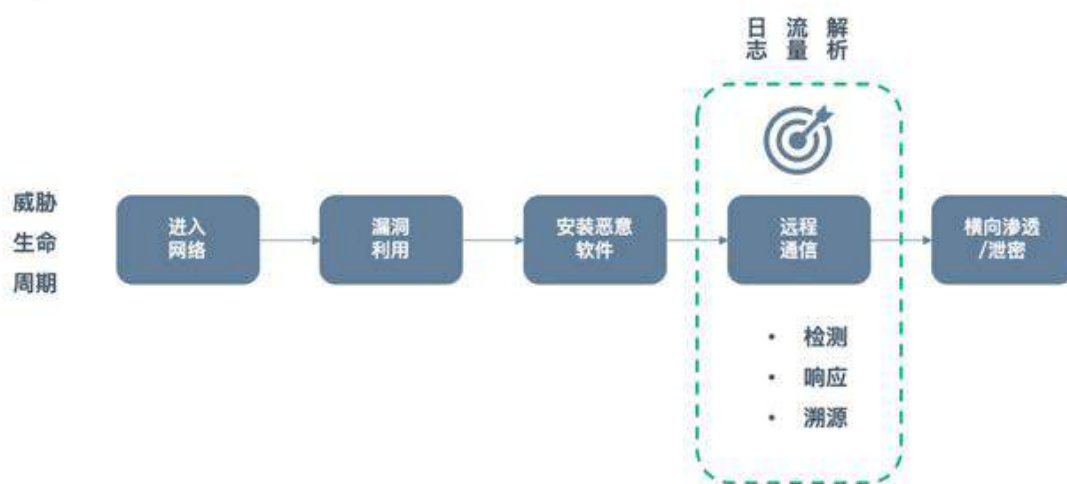 日志 流量 解析
威胁
生命
周期
进入
网络
漏洞
利用
安装恶意
软件
远程
通信
横向渗透
/泄密
• 检测
• 响应
• 溯源